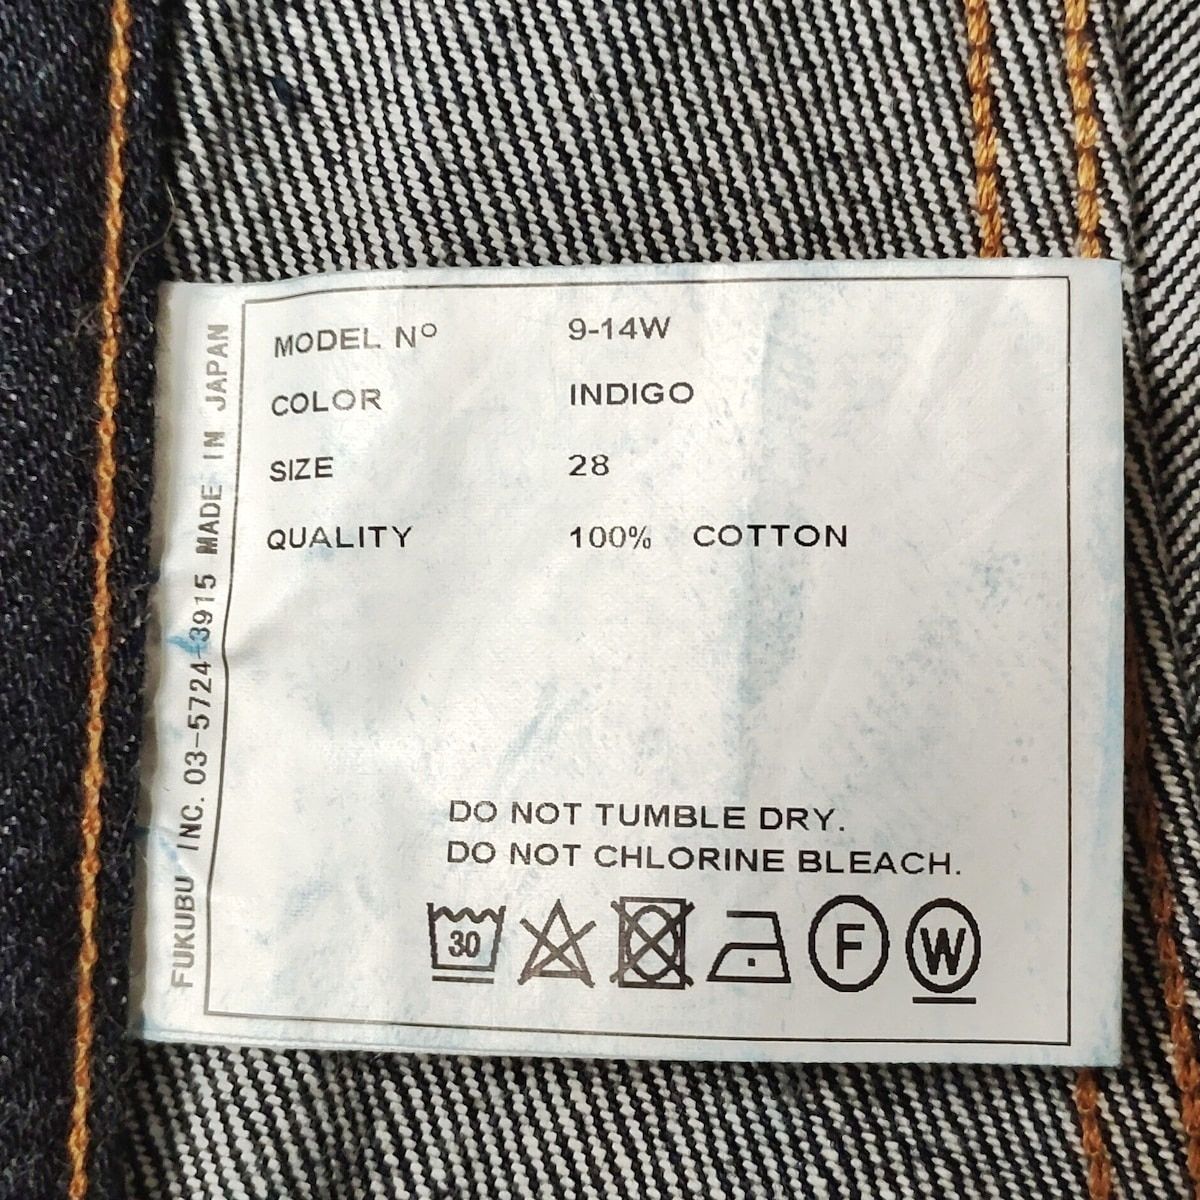 MODEL Nº 9-14W
COLOR INDIGO
SIZE 28
QUALITY 100% COTTON
DO NOT TUMBLE DRY.
DO NOT CHLORINE BLEACH.
30 F W
FUKUBU INC. 03-5724-3915 MADE IN JAPAN